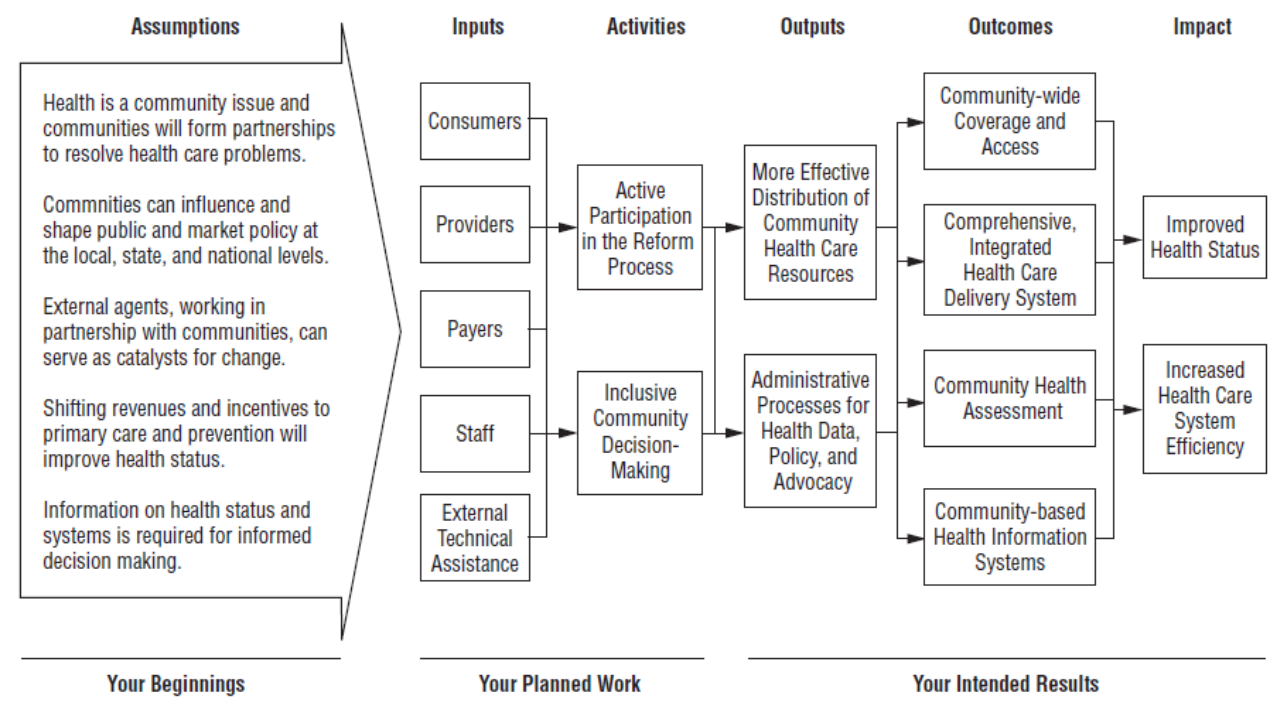 Assumptions
Health is a community issue and
communities will form partnerships
to resolve health care problems.
Commnities can influence and
shape public and market policy at
the local, state, and national levels.
External agents, working in
partnership with communities, can
serve as catalysts for change.
Shifting revenues and incentives to
primary care and prevention will
improve health status.
Information on health status and
systems is required for informed
decision making.
Your Beginnings
Inputs
Consumers
Providers
Payers
Staff
External
Technical
Assistance
Activities
Active
Participation
in the Reform
Process
Inclusive
Community
Decision-
Making
Your Planned Work
Outputs
More Effective
Distribution of
Community
Health Care
Resources
Administrative
Processes for
Health Data,
Policy, and
Advocacy
Outcomes
Community-wide
Coverage and
Access
Comprehensive,
Integrated
Health Care
Delivery System
Community Health
Assessment
Community-based
Health Information
Systems
Impact
Improved
Health Status
Increased
Health Care
System
Efficiency
Your Intended Results